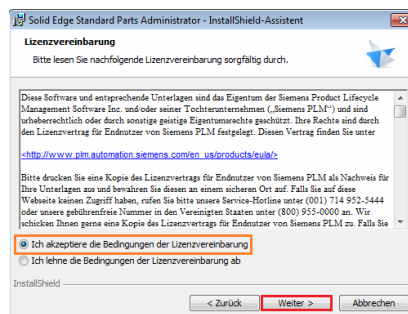 Solid Edge Standard Parts Administrator - InstallShield-Assistent
Lizenzvereinbarung
Bitte lesen Sie nachfolgende Lizenzvereinbarung sorgfältig durch.
Diese Software und entsprechende Unterlagen sind das Eigentum der Siemens Product Lifecycle
Management Software Inc. und/oder seiner Tochterunternehmen („Siemens PLM“) und sind
urheberrechtlich oder durch sonstige geistige Eigentumsrechte geschützt. Ihre Rechte sind durch
den Lizenzvertrag für Endnutzer von Siemens PLM festgelegt. Diesen Vertrag finden Sie unter
<http://www.plm.automation.siemens.com/en_us/products/eula/>
Bitte drucken Sie eine Kopie des Lizenzvertrags für Endnutzer von Siemens PLM als Nachweis für
Ihre Unterlagen aus und bewahren Sie diesen an einem sicheren Ort auf. Falls Sie auf diese
Webseite keinen Zugriff haben, rufen Sie bitte unsere Service-Hotline unter (001) 714 952-5444
oder unsere gebührenfreie Nummer in den Vereinigten Staaten unter (800) 955-0000 an. Wir
schicken Ihnen gerne eine Kopie des Lizenzvertrags für Endnutzer von Siemens PLM zu. Falls Sie
Ich akzeptiere die Bedingungen der Lizenzvereinbarung
Ich lehne die Bedingungen der Lizenzvereinbarung ab
InstallShield
< Zurück Weiter > Abbrechen